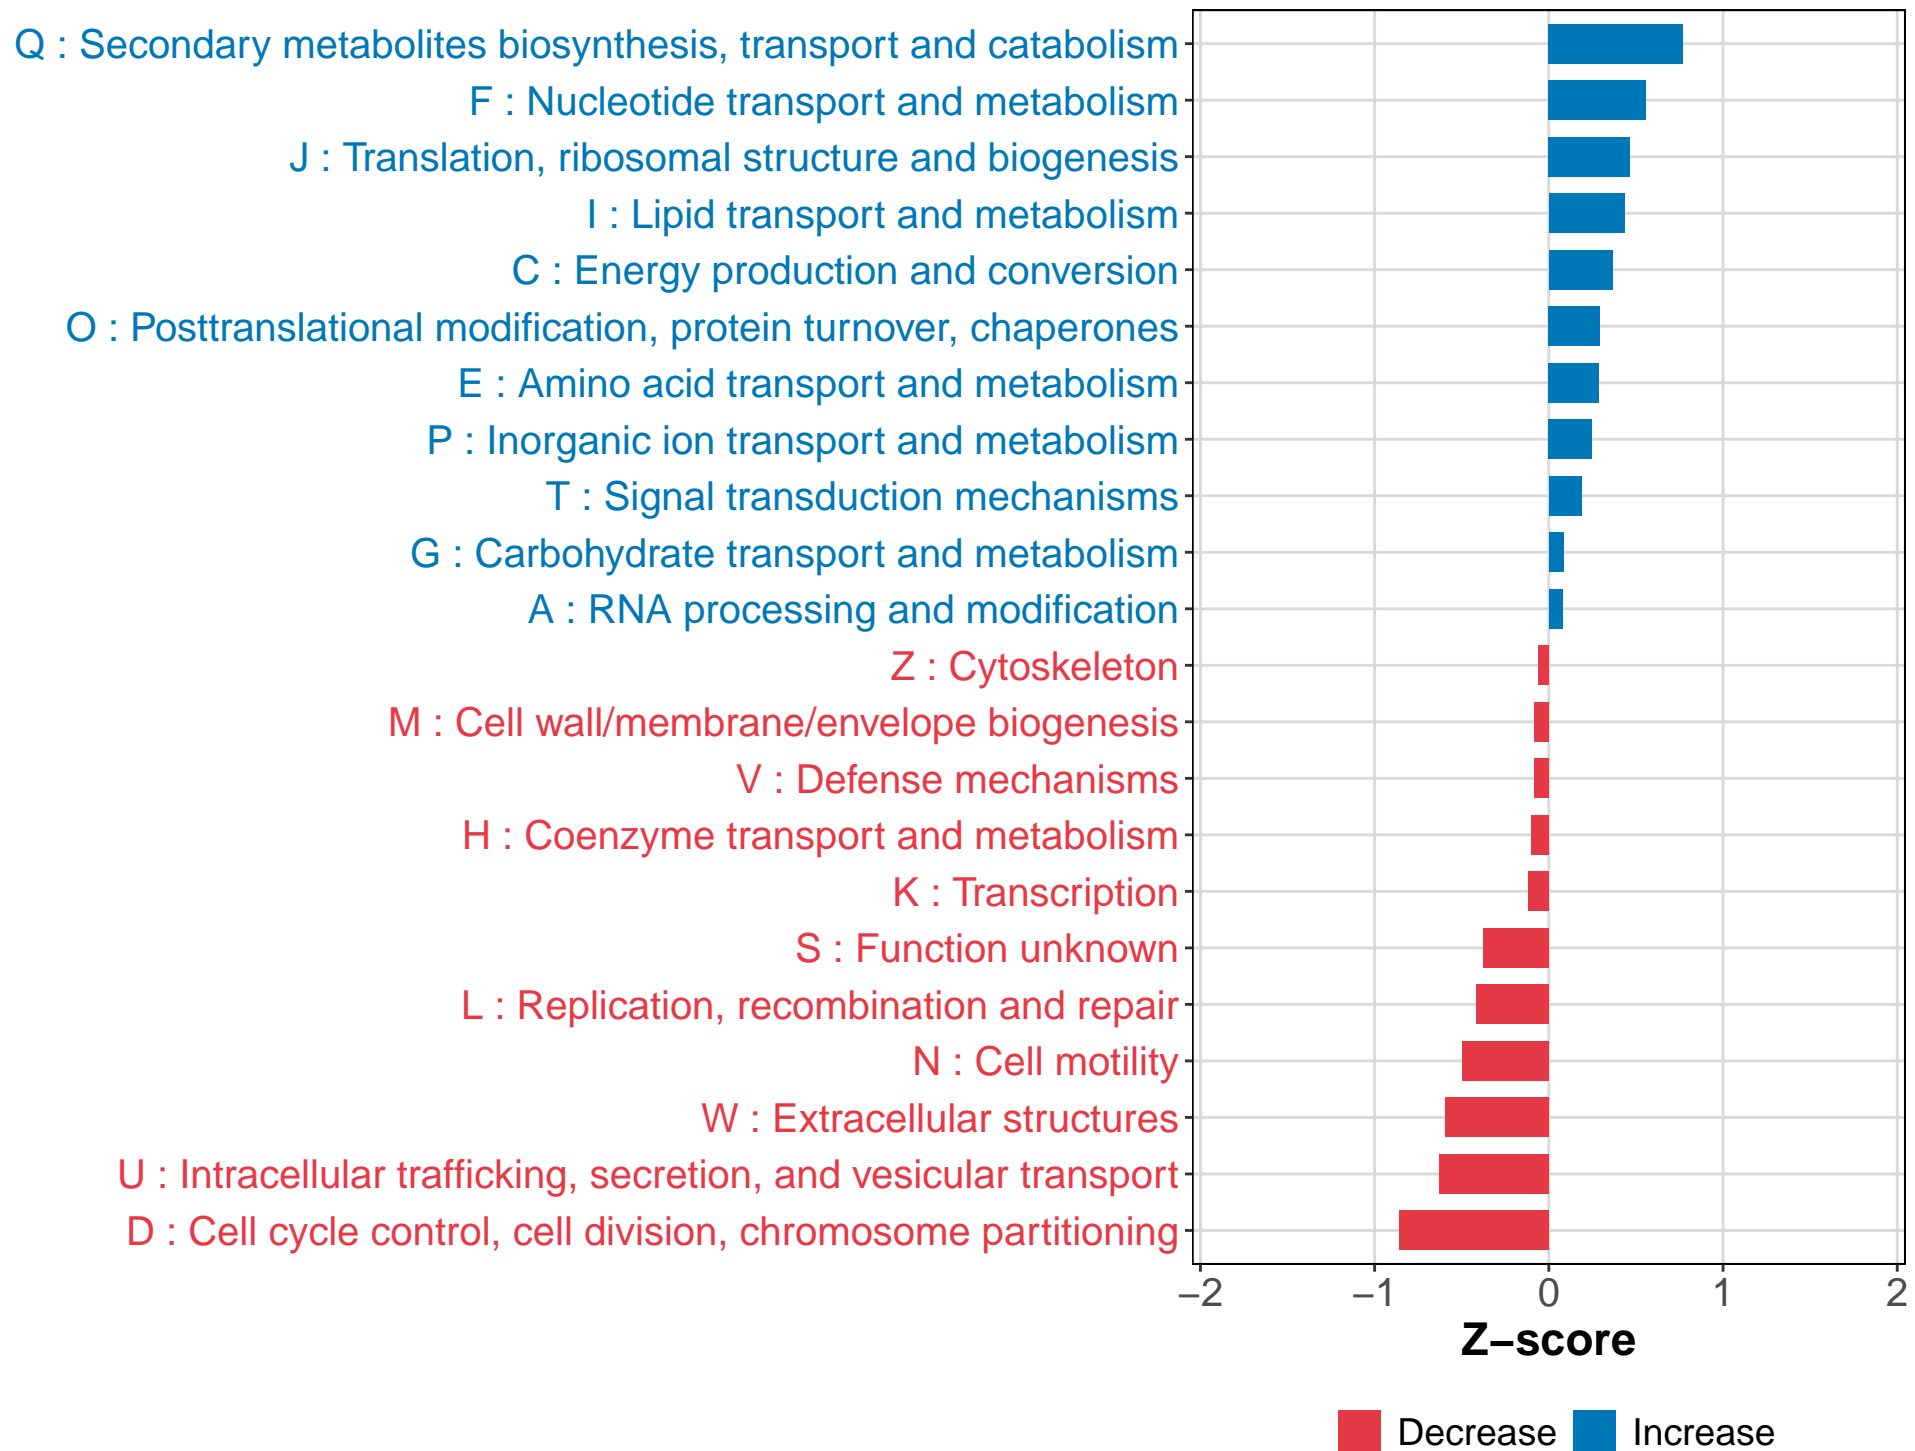 Q : Secondary metabolites biosynthesis, transport and catabolism
F : Nucleotide transport and metabolism
J : Translation, ribosomal structure and biogenesis
I : Lipid transport and metabolism
C : Energy production and conversion
O : Posttranslational modification, protein turnover, chaperones
E : Amino acid transport and metabolism
P : Inorganic ion transport and metabolism
T : Signal transduction mechanisms
G : Carbohydrate transport and metabolism
A : RNA processing and modification
Z : Cytoskeleton
M : Cell wall/membrane/envelope biogenesis
V : Defense mechanisms
H : Coenzyme transport and metabolism
K : Transcription
S : Function unknown
L : Replication, recombination and repair
N : Cell motility
W : Extracellular structures
U : Intracellular trafficking, secretion, and vesicular transport
D : Cell cycle control, cell division, chromosome partitioning
−2 −1 0 1 2
Z−score
Decrease Increase